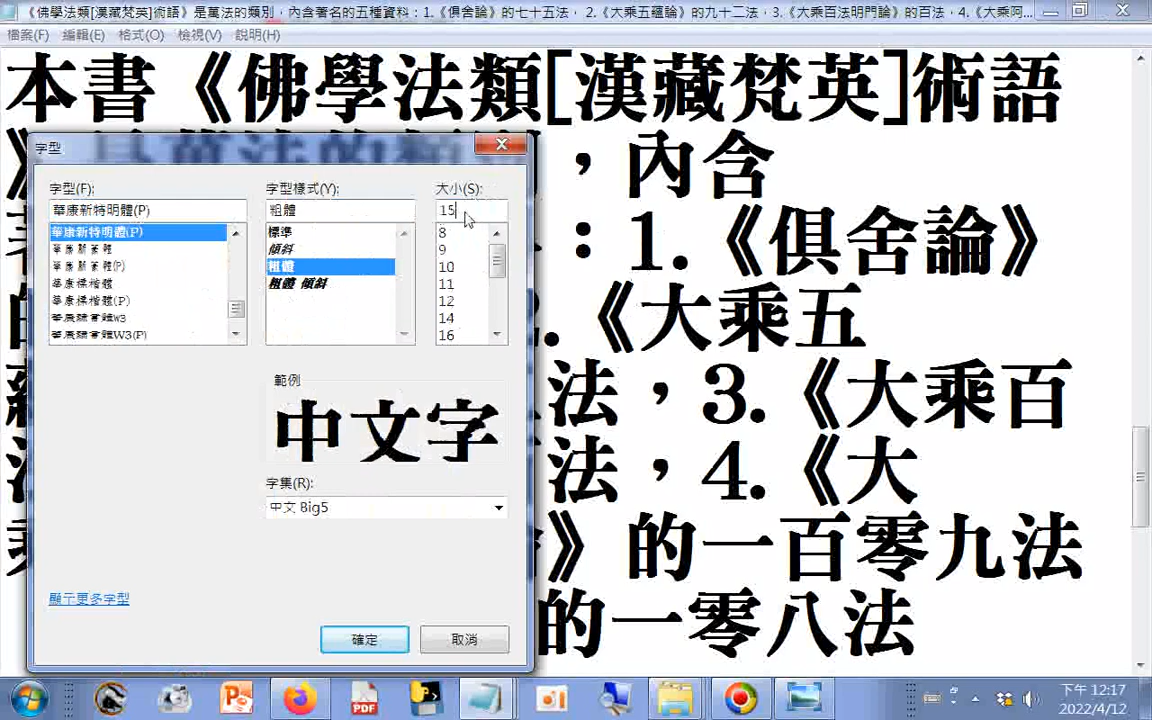 《佛學法類[漢藏梵英]術語》是萬法的類別，內含著名的五種資料：1.《俱舍論》的七十五法， 2.《大乘五蘊論》的九十二法，3.《大乘百法明門論》的百法，4.《大乘阿...
檔案(F) 編輯(E) 格式(O) 檢視(V) 說明(H)
本書《佛學法類[漢藏梵英]術語
，內含
：1.《俱舍論》
.《大乘五
法，3.《大乘百
法，4.《大
》的一百零九法
的一零八法
字型
字型(F):
華康新特明體(P)
華康新特明體(P)
華康新篆體
華康新篆體(P)
華康標楷體
華康標楷體(P)
華康隸書體W3
華康隸書體W3(P)
字型樣式(Y):
粗體
標準
傾斜
粗體
粗體 傾斜
大小(S):
15
8
9
10
11
12
14
16
範例
中文字
字集(R):
中文 Big5
顯示更多字型
確定
取消
PDF
下午 12:17
2022/4/12